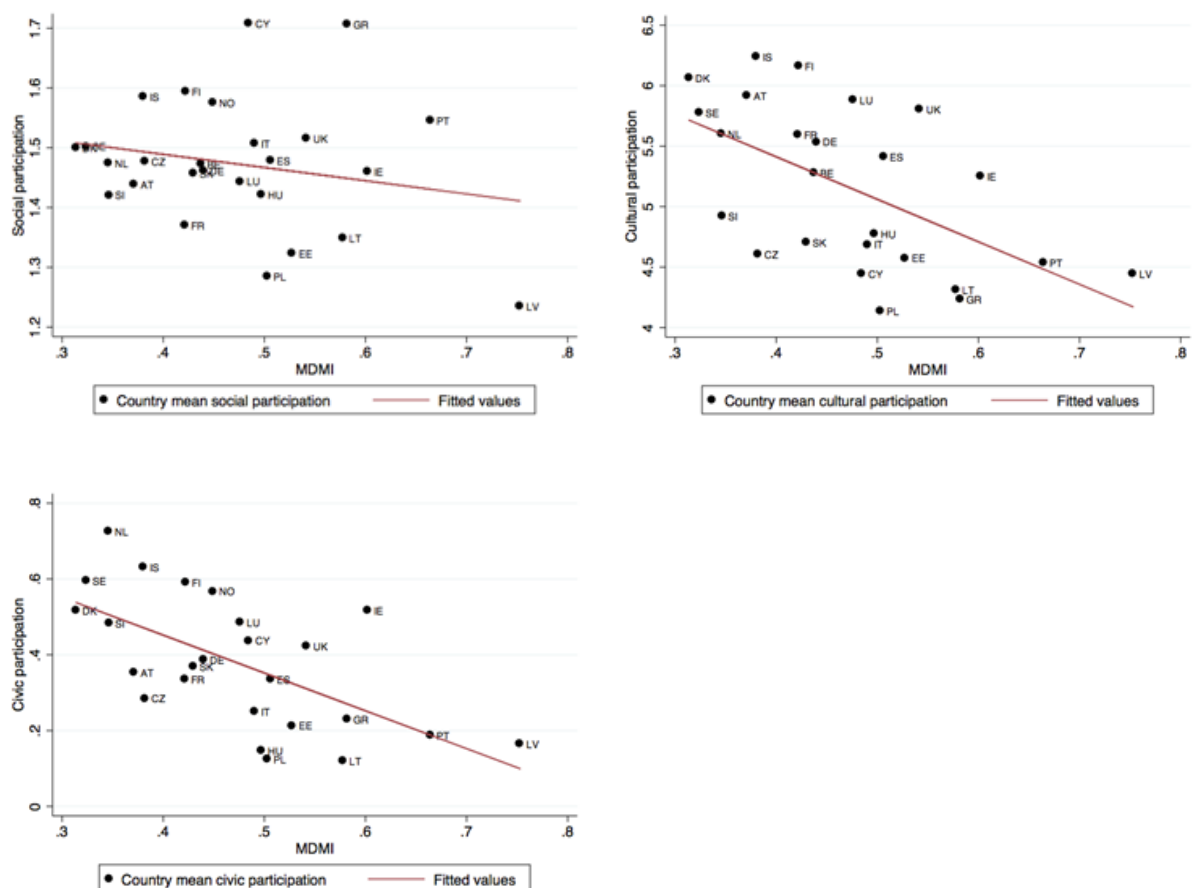 Social participation
1.7
1.6
1.5
1.4
1.3
1.2
CY
GR
IS
FI
NO
PT
IT
UK
SE
DK
NL
CZ
BE
DE
SK
ES
IE
AT
LU
SI
HU
FR
LT
EE
PL
LV
.3 .4 .5 .6 .7 .8
MDMI
Country mean social participation Fitted values
Cultural participation
6.5
6
5.5
5
4.5
4
IS
FI
DK
AT
LU
UK
SE
NL
FR
DE
ES
BE
IE
SI
HU
SK
IT
CZ
EE
PT
CY
LV
LT
GR
PL
.3 .4 .5 .6 .7 .8
MDMI
Country mean cultural participation Fitted values
Civic participation
.8
.6
.4
.2
0
NL
IS
SE
FI
NO
DK
IE
SI
LU
CY
UK
DE
SK
AT
FR
ES
CZ
IT
GR
EE
PT
LV
HU
PL
LT
.3 .4 .5 .6 .7 .8
MDMI
Country mean civic participation Fitted values